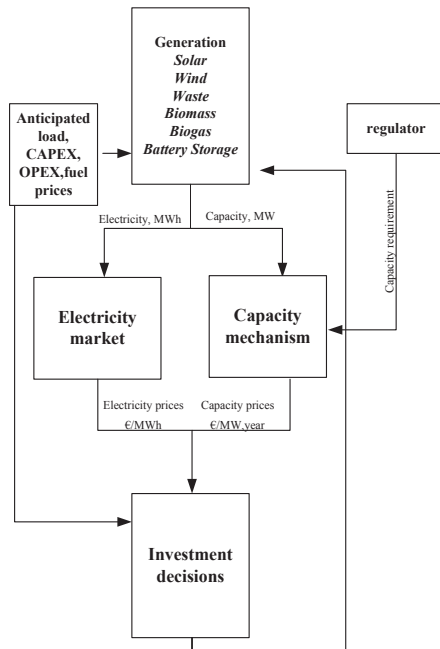 Generation
Solar
Wind
Waste
Biomass
Biogas
Battery Storage
Anticipated
load,
CAPEX,
OPEX,fuel
prices
regulator
Electricity, MWh
Capacity, MW
Capacity requirement
Electricity
market
Capacity
mechanism
Electricity prices
€/MWh
Capacity prices
€/MW,year
Investment
decisions